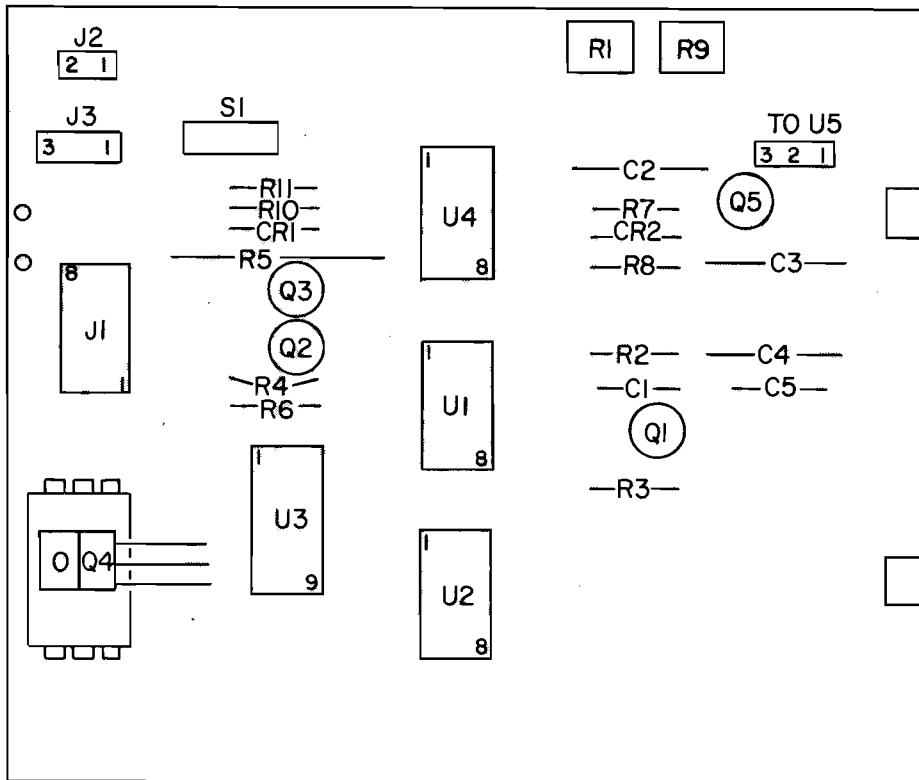 J2
2 1
R1
R9
J3
3 1
S1
TO U5
3 2 1
1
U4
8
C2
R11
R10
CR1
R5
Q3
Q2
R4
R6
R7
CR2
R8
Q5
C3
8
J1
1
1
U1
8
R2
C4
C1
C5
Q1
R3
1
U3
9
O Q4
1
U2
8